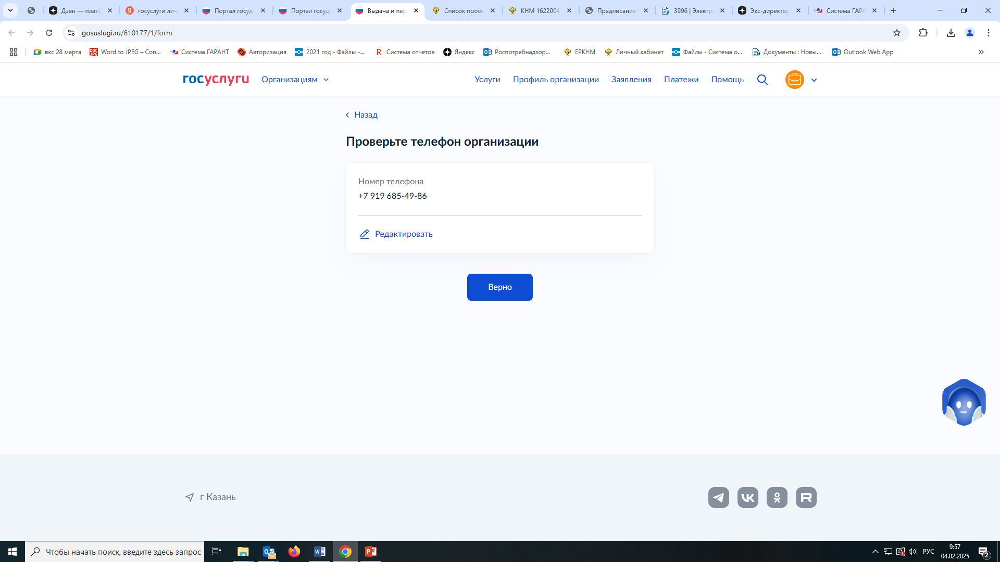 Дзен — платф
госуслуги лич
Портал госуда
Портал госуда
Выдача и пер
Список прове
КНМ 1622004
Предписание
3996 | Электр
Экс-директор
Система ГАРА
gosuslugi.ru/610177/1/form
вкс 28 марта
Word to JPEG – Con...
Система ГАРАНТ
Авторизация
2021 год - Файлы -...
Система отчетов
Яндекс
Роспотребнадзор...
ЕРКНМ
Личный кабинет
Файлы - Система о...
Документы : Новы...
Outlook Web App
госуслуги
Организациям
Услуги
Профиль организации
Заявления
Платежи
Помощь
Назад
Проверьте телефон организации
Номер телефона
+7 919 685-49-86
Редактировать
Верно
г Казань
Чтобы начать поиск, введите здесь запрос
РУС
9:57
04.02.2025
2